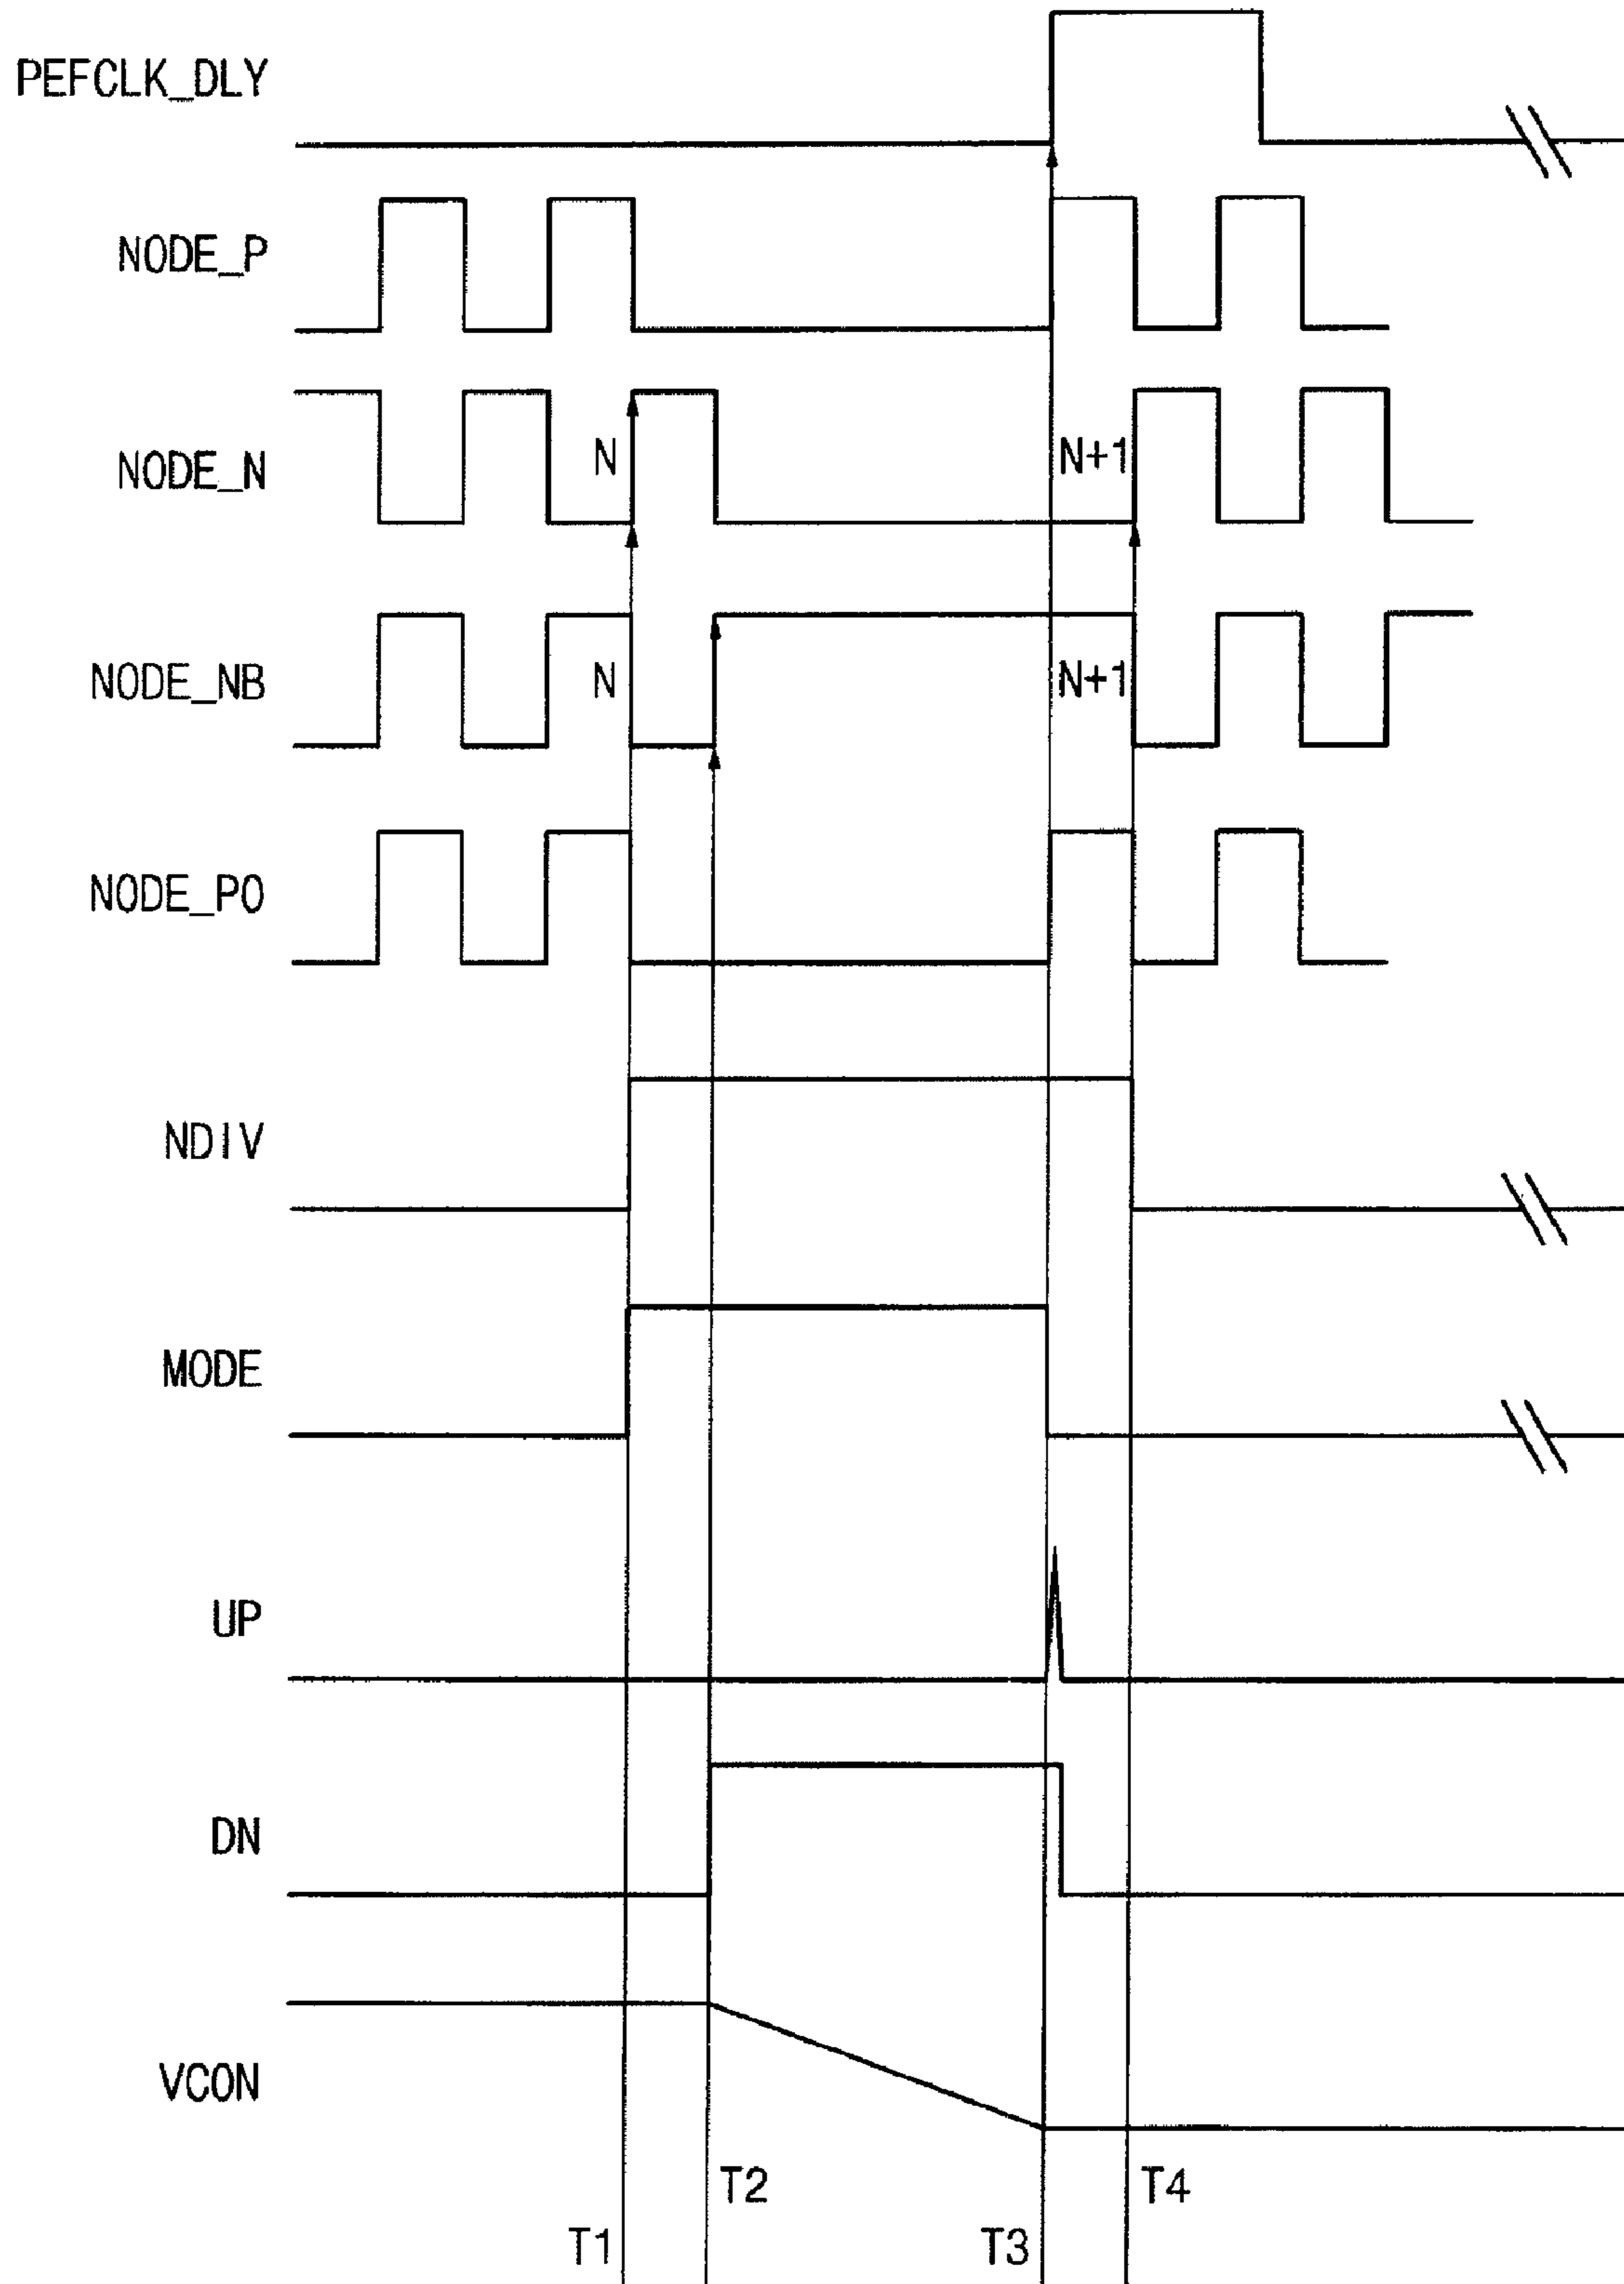 PEFCLK_DLY
NODE_P
NODE_N
N
N+1
NODE_NB
N
N+1
NODE_PO
NDIV
MODE
UP
DN
VCON
T2
T4
T1
T3